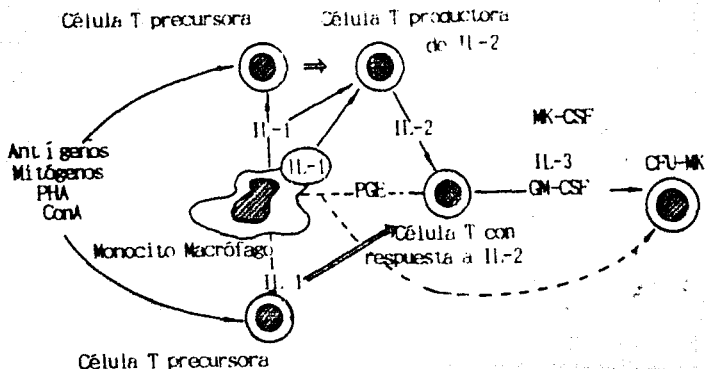 Célula T precursora
Célula T productora
de IL-2
IL-1
IL-2
MK-CSF
Antígenos
Mitógenos
PHA
ConA
IL-1
IL-3
CFU-MK
PGE
GM-CSF
Monocito Macrófago
Célula T con
respuesta a IL-2
IL 1
Célula T precursora